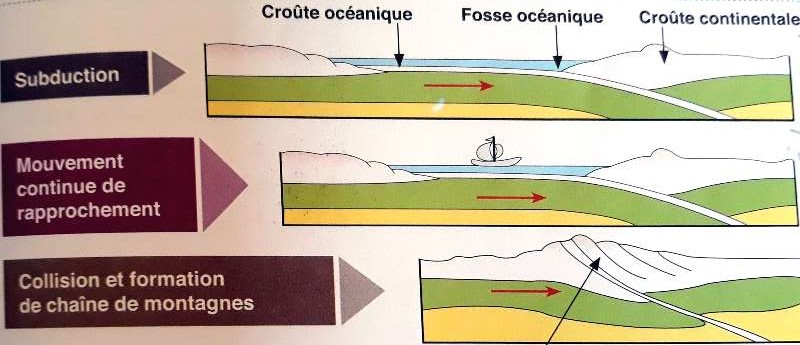 Croûte océanique
Fosse océanique
Croûte continentale
Subduction
Mouvement
continue de
rapprochement
Collision et formation
de chaîne de montagnes